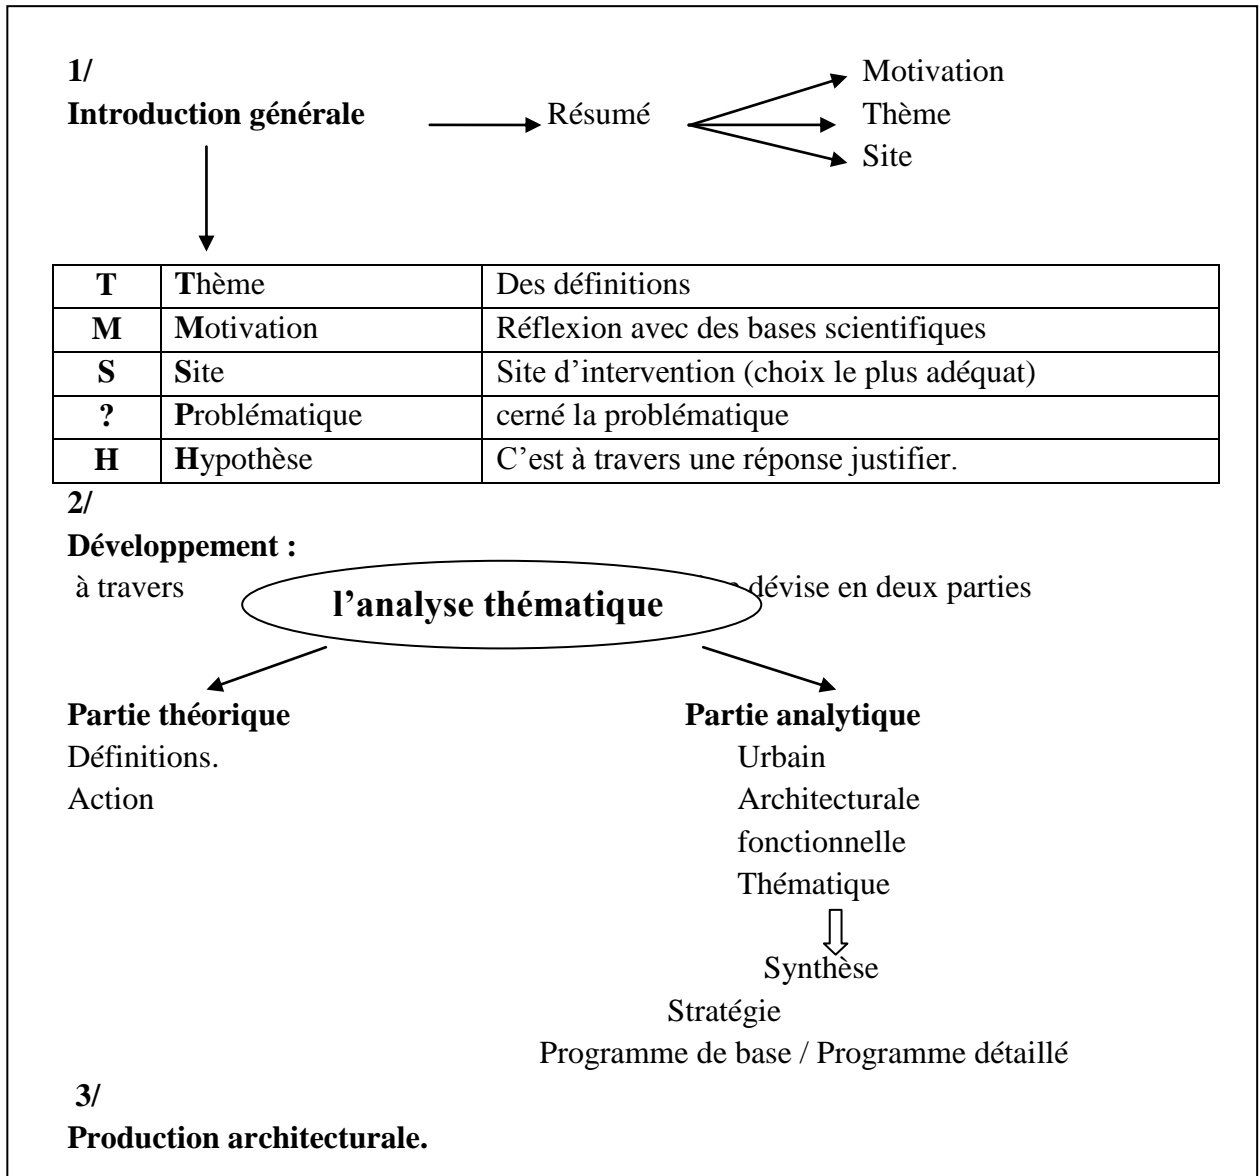 1/
Motivation
Introduction générale Résumé Thème
Site
T Thème Des définitions
M Motivation Réflexion avec des bases scientifiques
S Site Site d’intervention (choix le plus adéquat)
? Problématique cerné la problématique
H Hypothèse C’est à travers une réponse justifier.
2/
Développement :
à travers l’analyse thématique dévise en deux parties
Partie théorique Partie analytique
Définitions. Urbain
Action Architecturale
fonctionnelle
Thématique
Synthèse
Stratégie
Programme de base / Programme détaillé
3/
Production architecturale.